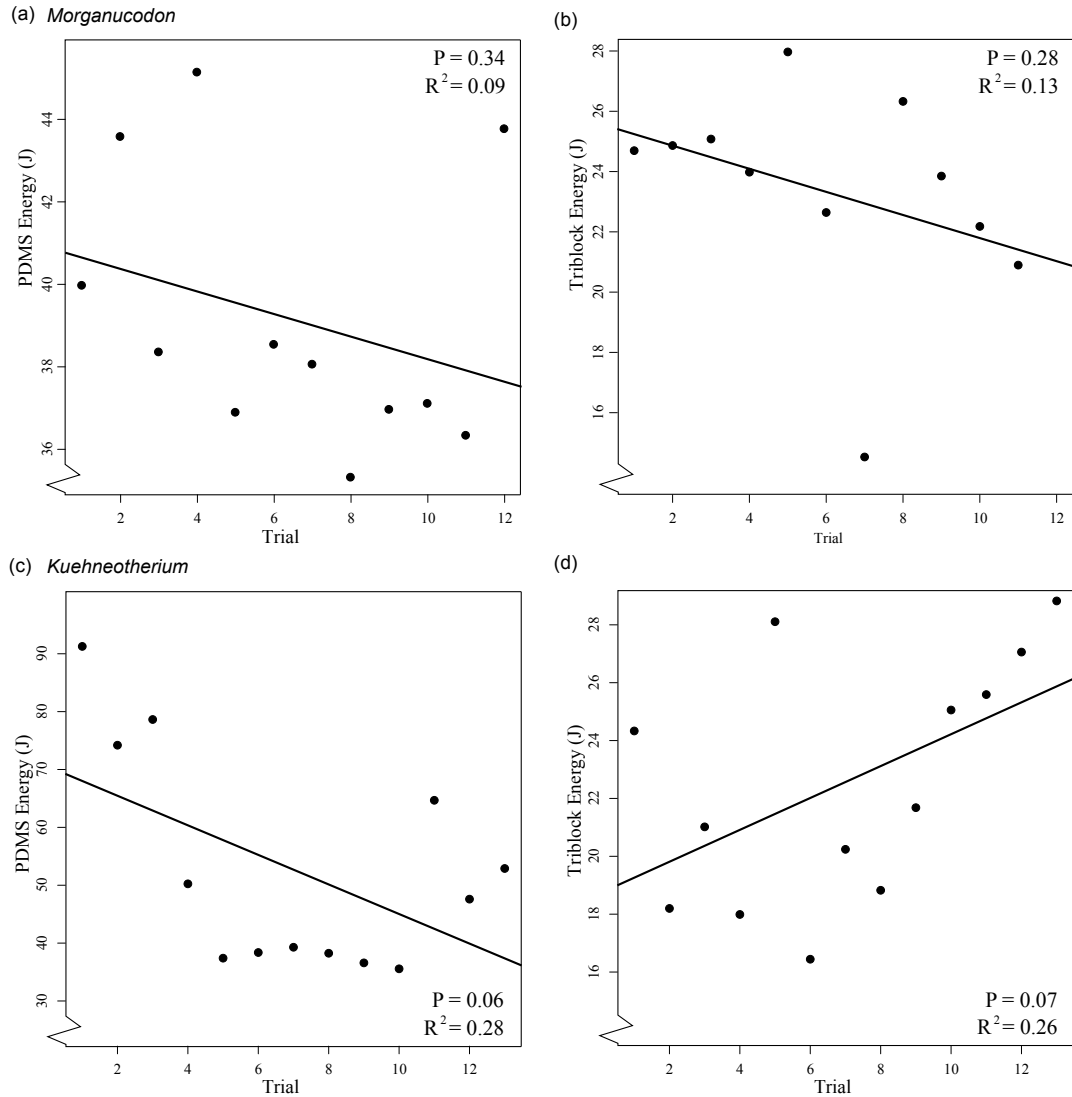 (a) Morganucodon
P = 0.34
R² = 0.09
PDMS Energy (J)
44
42
40
38
36
2 4 6 8 10 12
Trial
(b)
P = 0.28
R² = 0.13
Triblock Energy (J)
28
26
24
22
20
18
16
2 4 6 8 10 12
Trial
(c) Kuehneotherium
PDMS Energy (J)
90
80
70
60
50
40
30
P = 0.06
R² = 0.28
2 4 6 8 10 12
Trial
(d)
Triblock Energy (J)
28
26
24
22
20
18
16
P = 0.07
R² = 0.26
2 4 6 8 10 12
Trial